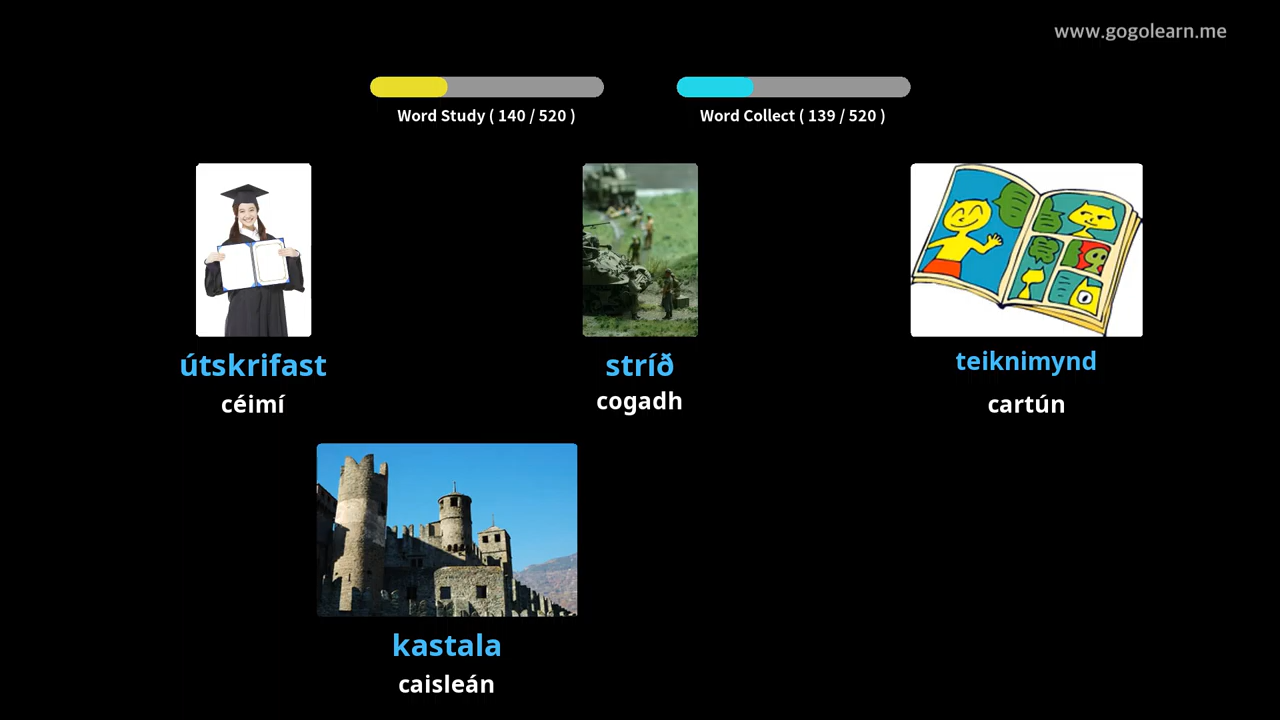 www.gogolearn.me
Word Study ( 140 / 520 )
Word Collect ( 139 / 520 )
útskrifast
céimí
stríð
cogadh
teiknimynd
cartún
kastala
caisleán